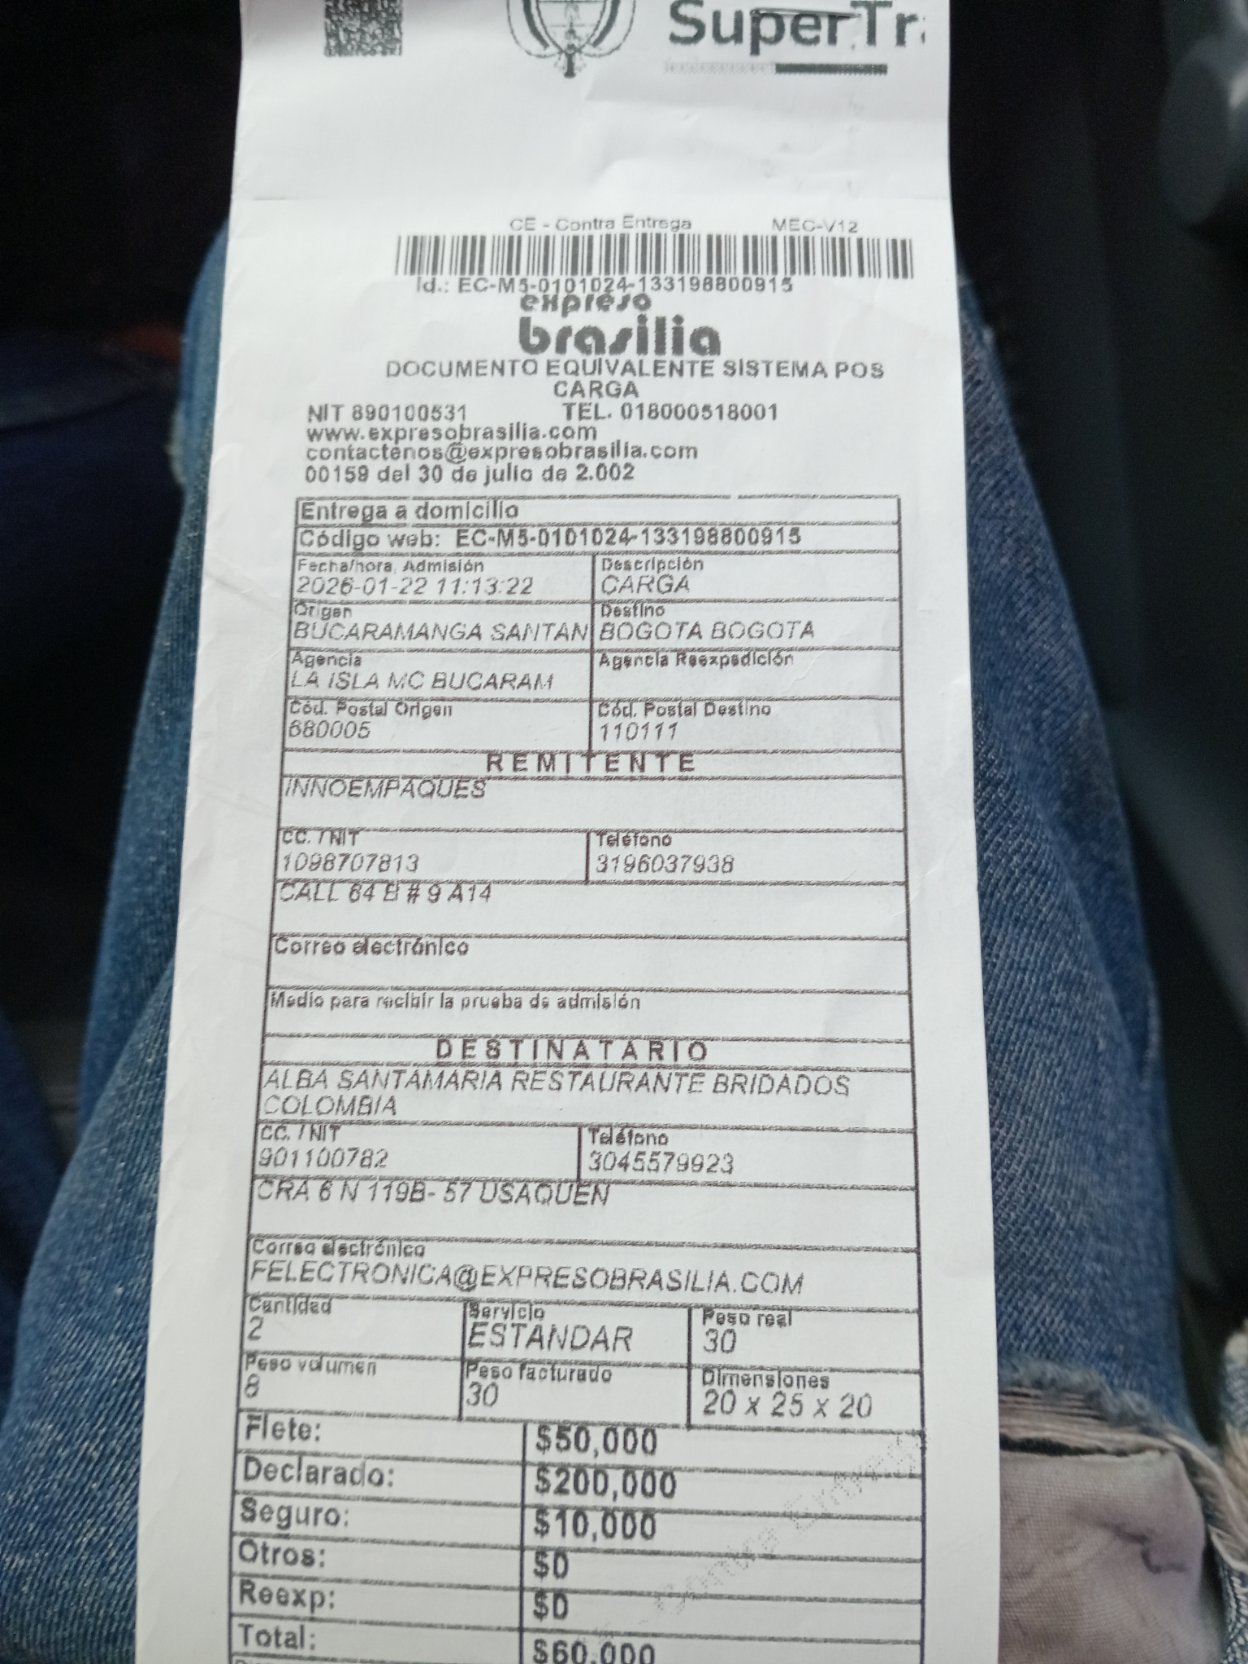 SuperTr
CE - Contra Entrega MEC-V12
Id.: EC-M5-0101024-133198800915
expreso
brasilia
DOCUMENTO EQUIVALENTE SISTEMA POS
CARGA
NIT 890100531 TEL. 018000518001
www.expresobrasilia.com
contactenos@expresobrasilia.com
00159 del 30 de julio de 2.002
Entrega a domicilio
Código web: EC-M5-0101024-133198800915
Fecha/hora. Admisión Descripción
2026-01-22 11:13:22 CARGA
Origen Destino
BUCARAMANGA SANTAN BOGOTA BOGOTA
Agencia Agencia Reexpedición
LA ISLA MC BUCARAM
Cód. Postal Origen Cód. Postal Destino
680005 110111
REMITENTE
INNOEMPAQUES
CC. / NIT Teléfono
1098707813 3196037938
CALL 64 B # 9 A14
Correo electrónico
Medio para recibir la prueba de admisión
DESTINATARIO
ALBA SANTAMARIA RESTAURANTE BRIDADOS
COLOMBIA
CC. / NIT Teléfono
901100782 3045579923
CRA 6 N 119B- 57 USAQUEN
Correo electrónico
FELECTRONICA@EXPRESOBRASILIA.COM
Cantidad Servicio Peso real
2 ESTANDAR 30
Peso volumen Peso facturado Dimensiones
8 30 20 x 25 x 20
Flete: $50,000
Declarado: $200,000
Seguro: $10,000
Otros: $0
Reexp: $0
Total: $60,000